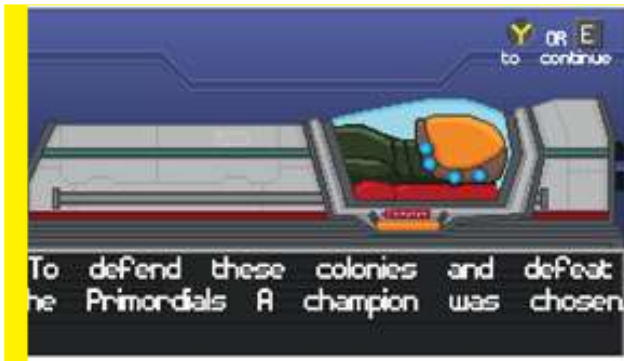 Y OR E
to continue
To defend these colonies and defeat
he Primordials A champion was chosen